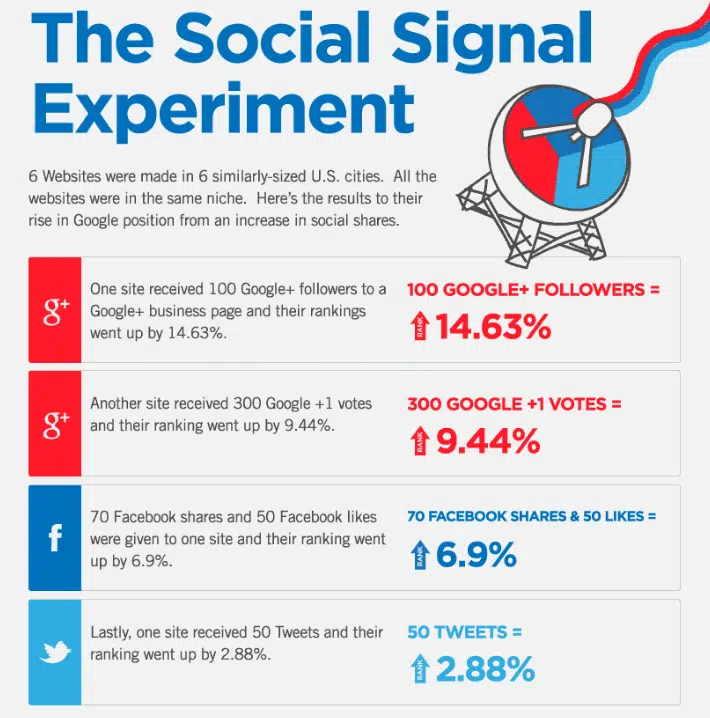 The Social Signal
Experiment
6 Websites were made in 6 similarly-sized U.S. cities.  All the
websites were in the same niche.  Here's the results to their
rise in Google position from an increase in social shares.
g+
One site received 100 Google+ followers to a
Google+ business page and their rankings
went up by 14.63%.
100 GOOGLE+ FOLLOWERS =
RANK
14.63%
g+
Another site received 300 Google +1 votes
and their ranking went up by 9.44%.
300 GOOGLE +1 VOTES =
RANK
9.44%
f
70 Facebook shares and 50 Facebook likes
were given to one site and their ranking went
up by 6.9%.
70 FACEBOOK SHARES & 50 LIKES =
RANK
6.9%
Lastly, one site received 50 Tweets and their
ranking went up by 2.88%.
50 TWEETS =
RANK
2.88%